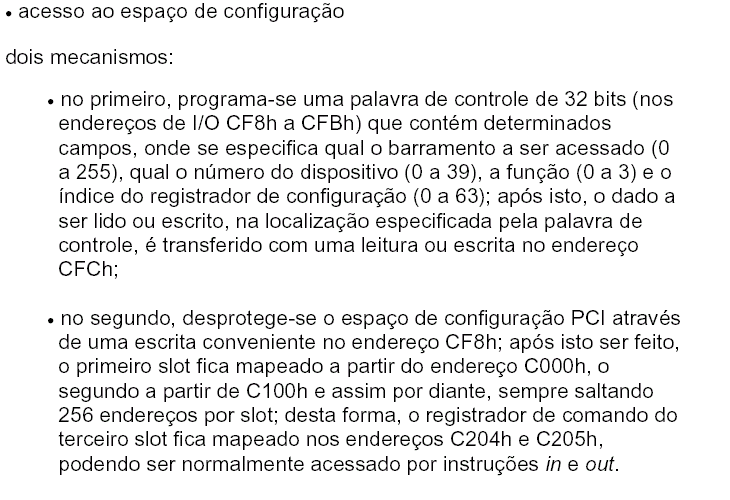 • acesso ao espaço de configuração
dois mecanismos:
• no primeiro, programa-se uma palavra de controle de 32 bits (nos
endereços de I/O CF8h a CFBh) que contém determinados
campos, onde se especifica qual o barramento a ser acessado (0
a 255), qual o número do dispositivo (0 a 39), a função (0 a 3) e o
índice do registrador de configuração (0 a 63); após isto, o dado a
ser lido ou escrito, na localização especificada pela palavra de
controle, é transferido com uma leitura ou escrita no endereço
CFCh;
• no segundo, desprotege-se o espaço de configuração PCI através
de uma escrita conveniente no endereço CF8h; após isto ser feito,
o primeiro slot fica mapeado a partir do endereço C000h, o
segundo a partir de C100h e assim por diante, sempre saltando
256 endereços por slot; desta forma, o registrador de comando do
terceiro slot fica mapeado nos endereços C204h e C205h,
podendo ser normalmente acessado por instruções in e out.